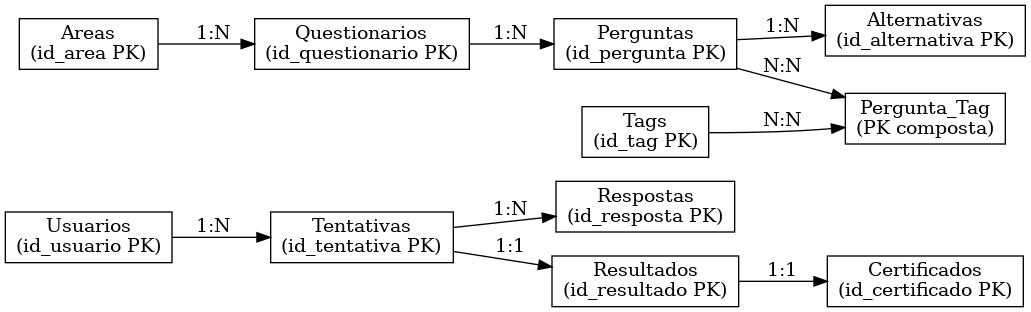 Areas
(id_area PK)
1:N
Questionarios
(id_questionario PK)
1:N
Perguntas
(id_pergunta PK)
1:N
Alternativas
(id_alternativa PK)
N:N
Pergunta_Tag
(PK composta)
Tags
(id_tag PK)
N:N
Usuarios
(id_usuario PK)
1:N
Tentativas
(id_tentativa PK)
1:N
Respostas
(id_resposta PK)
1:1
Resultados
(id_resultado PK)
1:1
Certificados
(id_certificado PK)